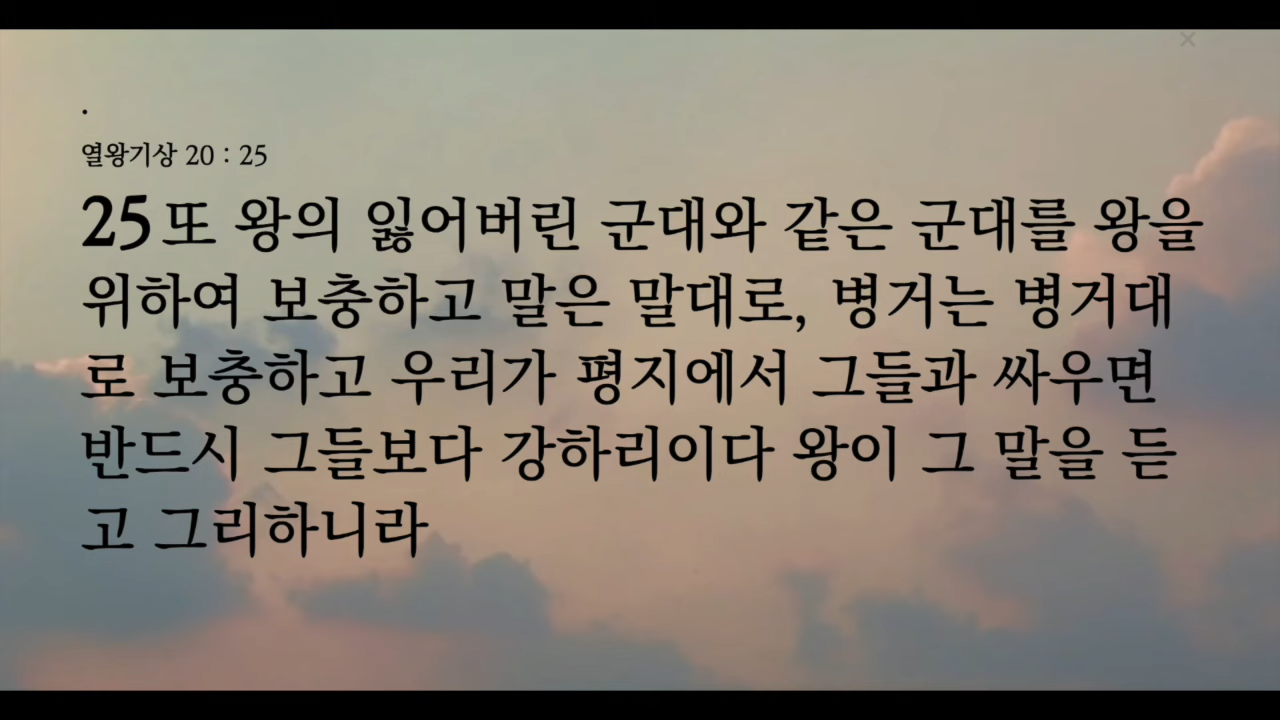 .
열왕기상 20 : 25
25 또 왕의 잃어버린 군대와 같은 군대를 왕을
위하여 보충하고 말은 말대로, 병거는 병거대
로 보충하고 우리가 평지에서 그들과 싸우면
반드시 그들보다 강하리이다 왕이 그 말을 듣
고 그리하니라